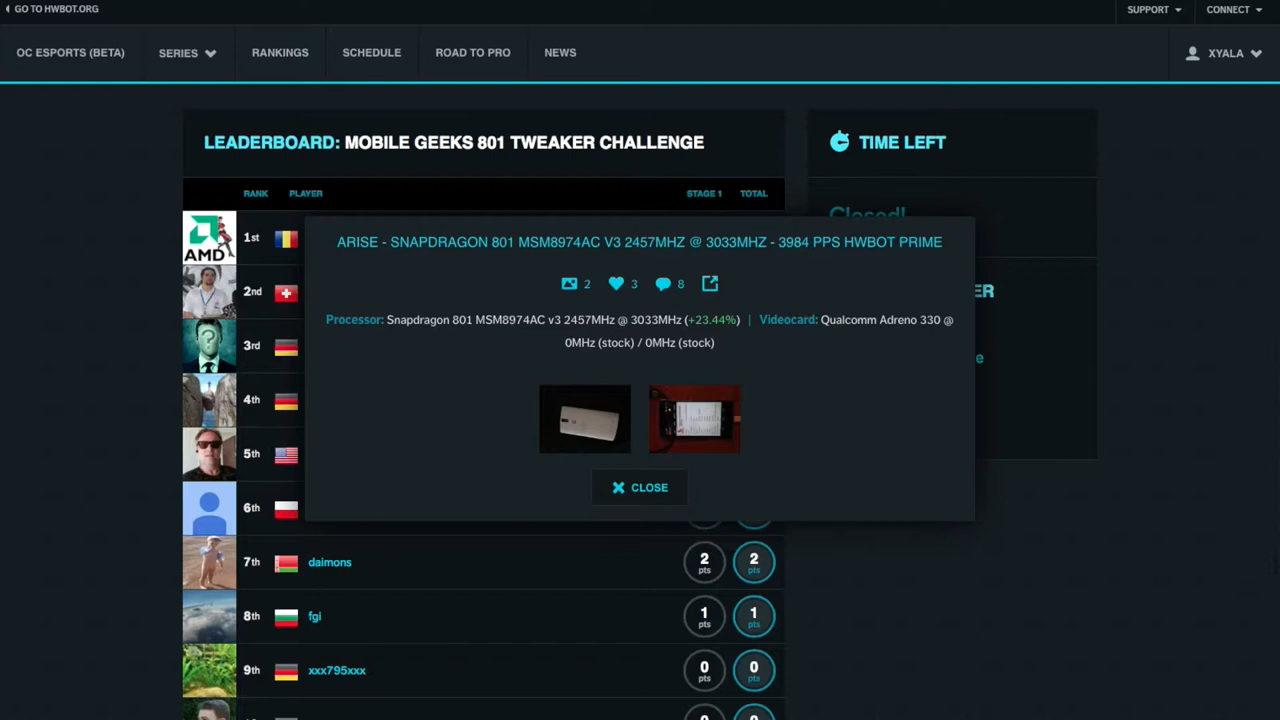 GO TO HWBOT.ORG
SUPPORT
CONNECT
OC ESPORTS (BETA)
SERIES
RANKINGS
SCHEDULE
ROAD TO PRO
NEWS
XYALA
LEADERBOARD: MOBILE GEEKS 801 TWEAKER CHALLENGE
TIME LEFT
RANK
PLAYER
STAGE 1
TOTAL
Closed!
AMD
1st
ARISE - SNAPDRAGON 801 MSM8974AC V3 2457MHZ @ 3033MHZ - 3984 PPS HWBOT PRIME
2
3
8
2nd
ER
Processor: Snapdragon 801 MSM8974AC v3 2457MHz @ 3033MHz (+23.44%) | Videocard: Qualcomm Adreno 330 @
0MHz (stock) / 0MHz (stock)
3rd
e
4th
5th
CLOSE
6th
pts
pts
7th
daimons
2
pts
2
pts
8th
fgi
1
pts
1
pts
9th
xxx795xxx
0
pts
0
pts